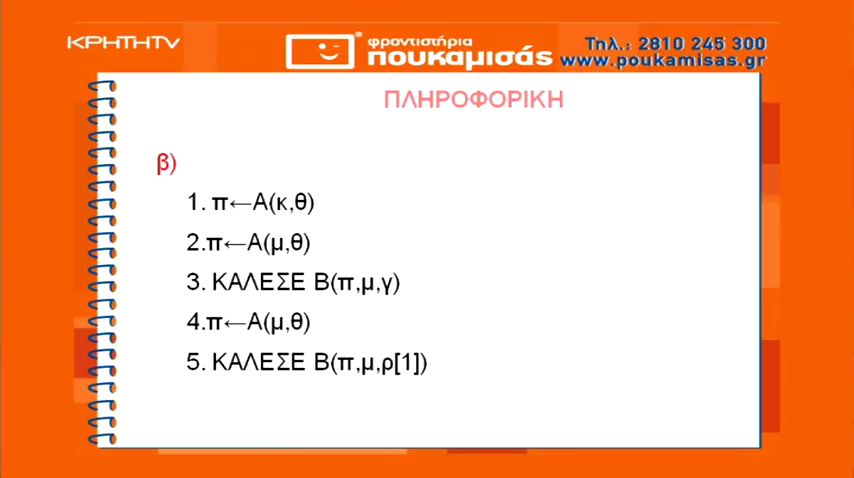 ΚΡΗΤΗTV
φροντιστήρια
πουκαμισάς
Τηλ.: 2810 245 300
www.poukamisas.gr
ΠΛΗΡΟΦΟΡΙΚΗ
β)
1. π←Α(κ,θ)
2.π←Α(μ,θ)
3. ΚΑΛΕΣΕ Β(π,μ,γ)
4.π←Α(μ,θ)
5. ΚΑΛΕΣΕ Β(π,μ,ρ[1])